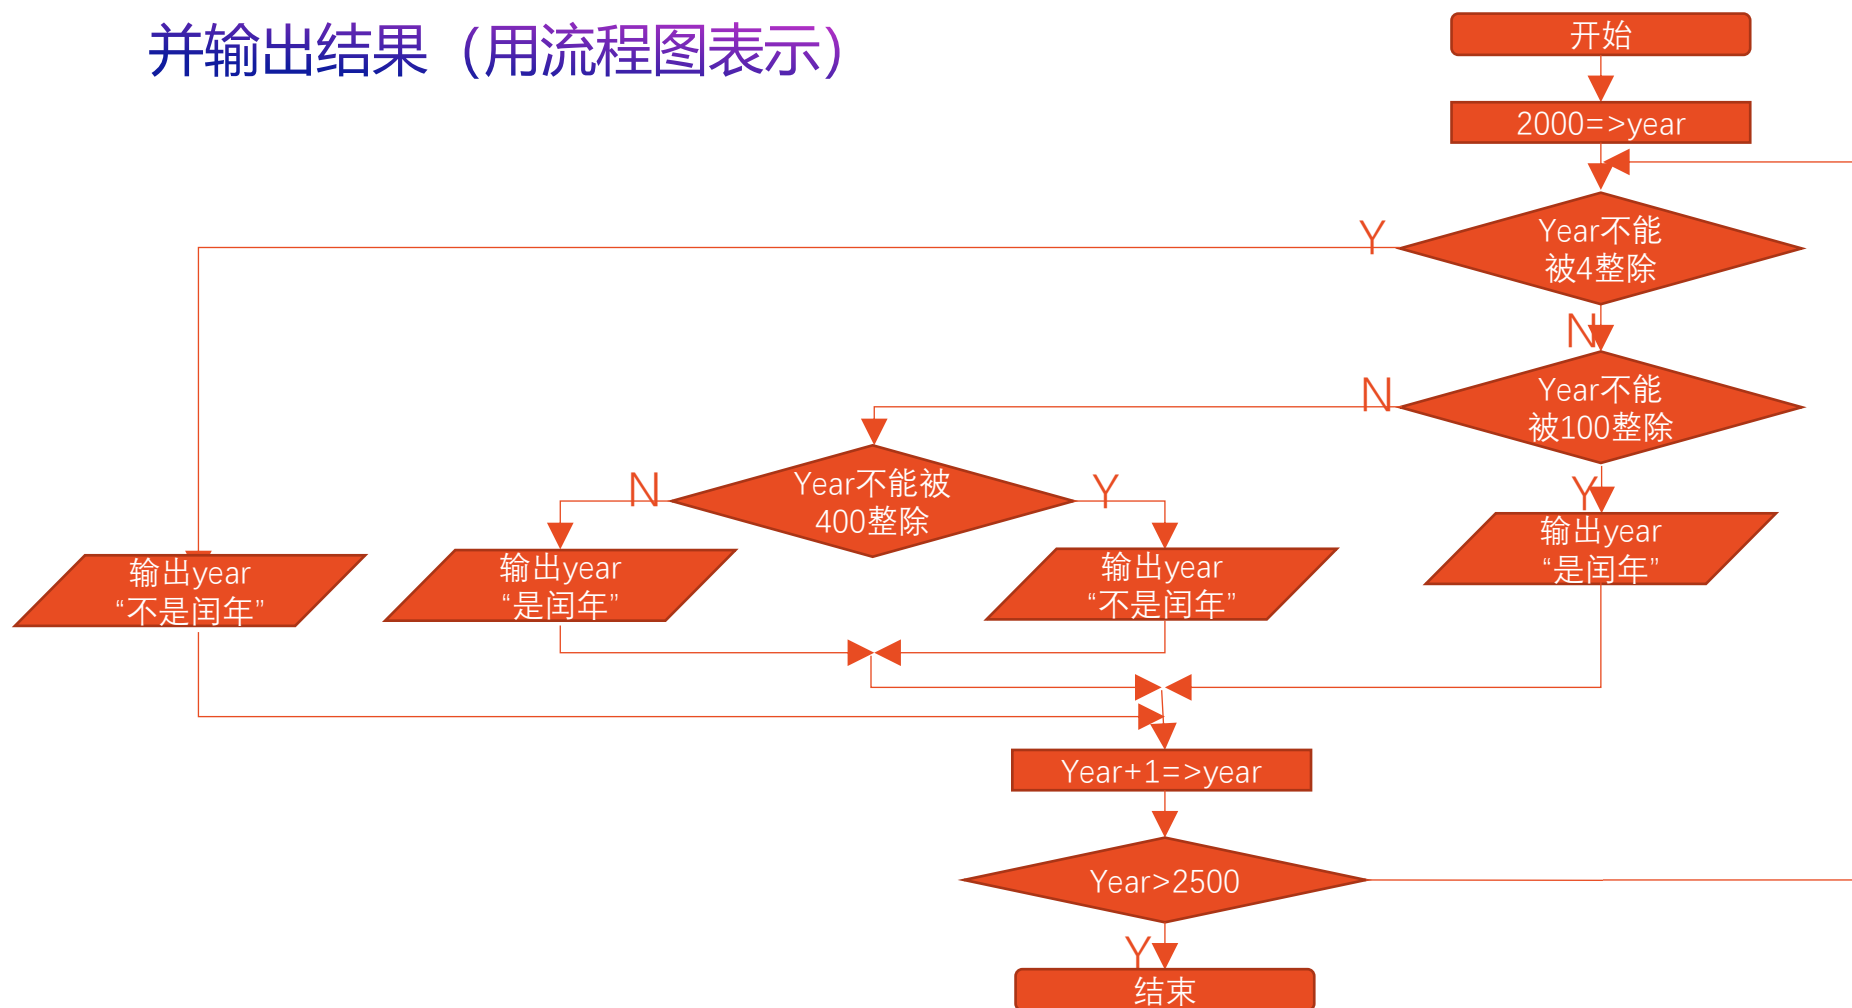 并输出结果（用流程图表示）
开始
2000=>year
Year不能
被4整除
Y
N
Year不能
被100整除
N
Y
Year不能被
400整除
N
Y
输出year
“不是闰年”
输出year
“是闰年”
输出year
“不是闰年”
输出year
“是闰年”
Year+1=>year
Year>2500
Y
结束